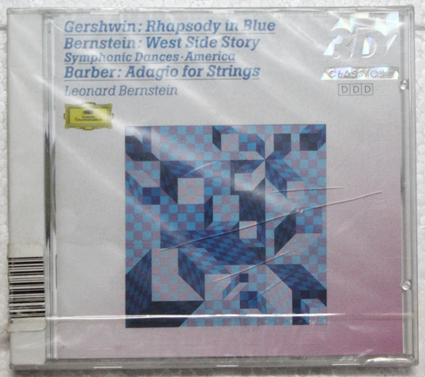 Gershwin: Rhapsody in Blue
Bernstein: West Side Story
Symphonic Dances · America
Barber: Adagio for Strings
Leonard Bernstein
3D
CLASSICS
DDD